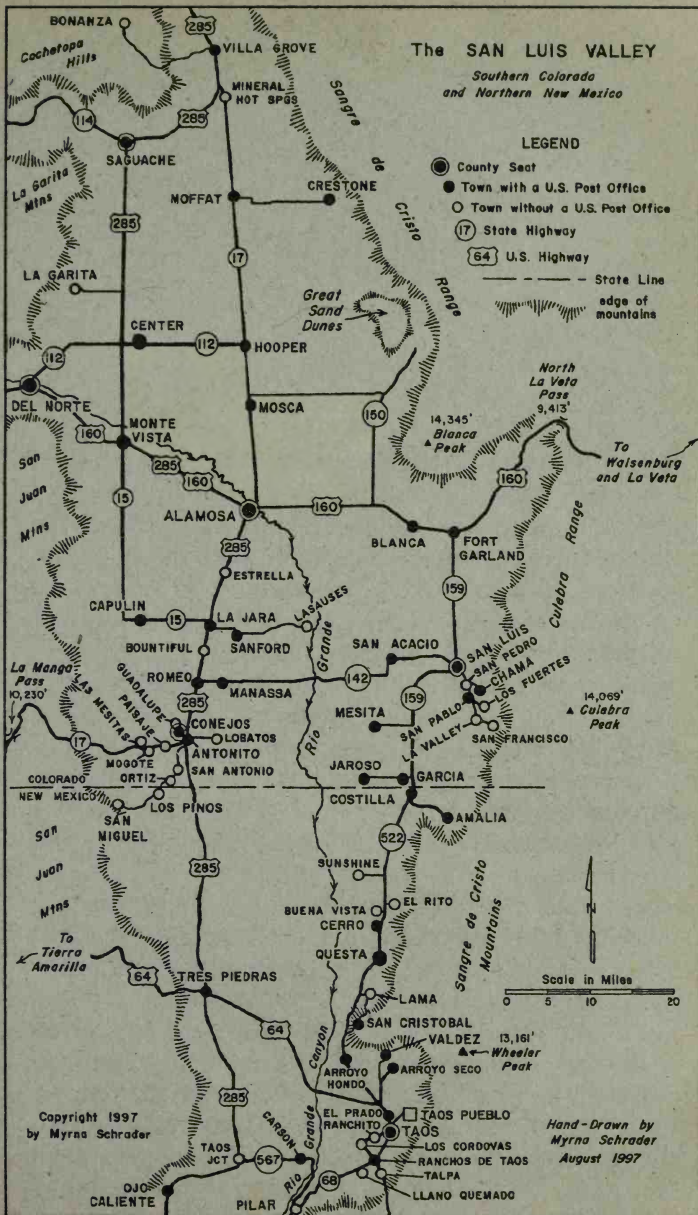 The SAN LUIS VALLEY
Southern Colorado
and Northern New Mexico
LEGEND
County Seat
Town with a U.S. Post Office
Town without a U.S. Post Office
17 State Highway
64 U.S. Highway
State Line
edge of
mountains
BONANZA
285
VILLA GROVE
Cochetopa
Hills
MINERAL
HOT SPGS
Sangre de Cristo Range
114
285
SAGUACHE
La Garita
Mtns
285
MOFFAT
CRESTONE
17
LA GARITA
Great
Sand
Dunes
CENTER
112
112
HOOPER
DEL NORTE
MOSCA
North
La Veta
Pass
9,413'
150
14,345'
Blanca
Peak
MONTE
VISTA
160
285
160
To
Walsenburg
and La Veta
160
San
Juan
Mtns
15
ALAMOSA
160
BLANCA
FORT
GARLAND
285
ESTRELLA
159
Culebra Range
CAPULIN
15
LA JARA
LASAUSES
SANFORD
BOUNTIFUL
Rio Grande
SAN ACACIO
SAN LUIS
SAN PEDRO
CHAMA
LOS FUERTES
La Manga
Pass
10,230'
ROMEO
MANASSA
142
159
SAN PABLO
LA VALLEY
SAN FRANCISCO
14,069'
Culebra
Peak
285
GUADALUPE
PAISAJE
LAS MESITAS
CONEJOS
LOBATOS
MESITA
17
MOGOTE
ANTONITO
SAN ANTONIO
ORTIZ
JAROSO
GARCIA
COLORADO
NEW MEXICO
LOS PINOS
COSTILLA
SAN
MIGUEL
AMALIA
San
Juan
Mtns
522
285
SUNSHINE
EL RITO
BUENA VISTA
CERRO
Sangre de Cristo
Mountains
N
QUESTA
To
Tierra
Amarilla
64
TRES PIEDRAS
LAMA
Scale in Miles
0 5 10 20
SAN CRISTOBAL
64
VALDEZ
13,161'
Wheeler
Peak
ARROYO
HONDO
ARROYO SECO
Rio Grande Canyon
285
EL PRADO
RANCHITO
TAOS PUEBLO
TAOS
Copyright 1997
by Myrna Schrader
Hand-Drawn by
Myrna Schrader
August 1997
CARSON
TAOS
JCT
567
LOS CORDOVAS
RANCHOS DE TAOS
68
TALPA
LLANO QUEMADO
OJO
CALIENTE
PILAR